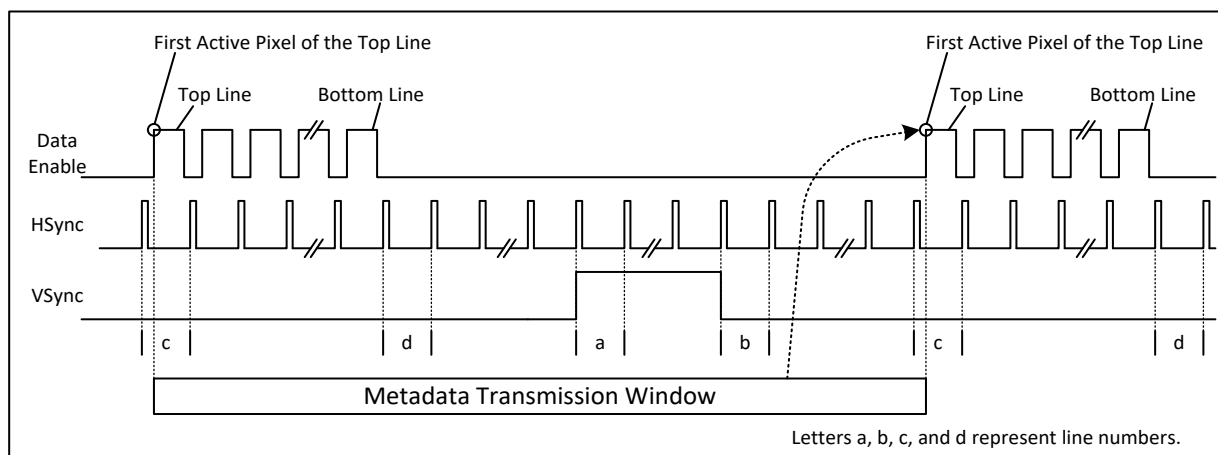 First Active Pixel of the Top Line
First Active Pixel of the Top Line
Top Line
Bottom Line
Top Line
Bottom Line
Data
Enable
HSync
VSync
c
d
a
b
c
d
Metadada Transmission Window
Letters a, b, c, and d represent line numbers.